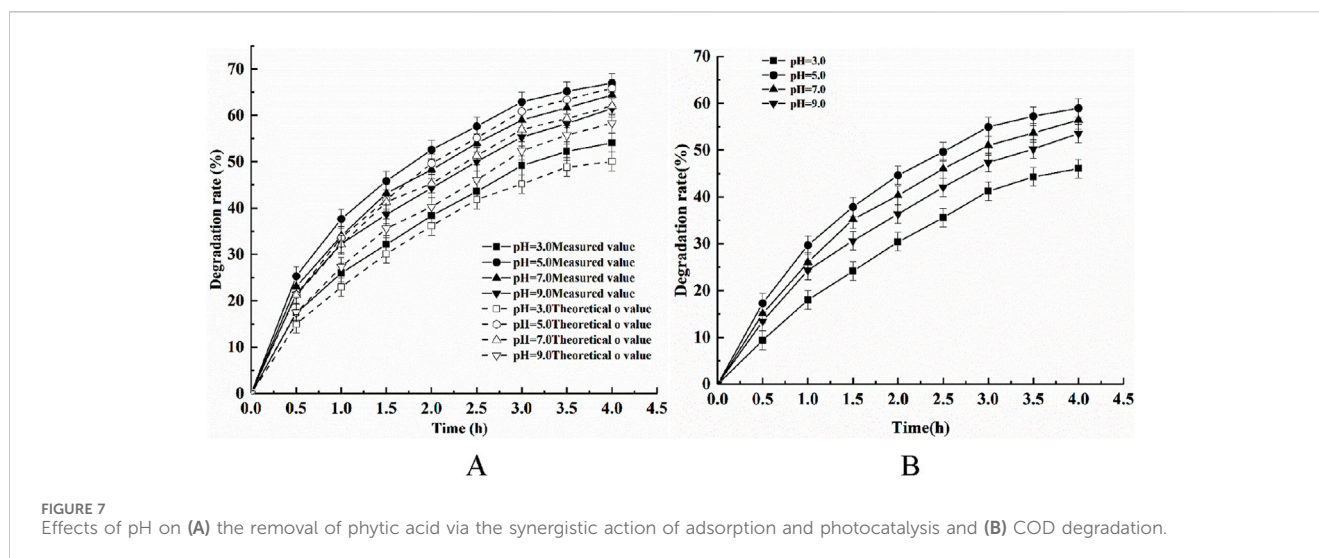 Degradation rate (%)
70
60
50
40
30
20
10
0
pH=3.0Measured value
pH=5.0Measured value
pH=7.0Measured value
pH=9.0Measured value
pH=3.0Theoretical o value
pH=5.0Theoretical o value
pH=7.0Theoretical o value
pH=9.0Theoretical o value
0.0 0.5 1.0 1.5 2.0 2.5 3.0 3.5 4.0 4.5
Time (h)
A
Degradation rate(%)
70
60
50
40
30
20
10
0
pH=3.0
pH=5.0
pH=7.0
pH=9.0
0.0 0.5 1.0 1.5 2.0 2.5 3.0 3.5 4.0 4.5
Time(h)
B
FIGURE 7
Effects of pH on (A) the removal of phytic acid via the synergistic action of adsorption and photocatalysis and (B) COD degradation.